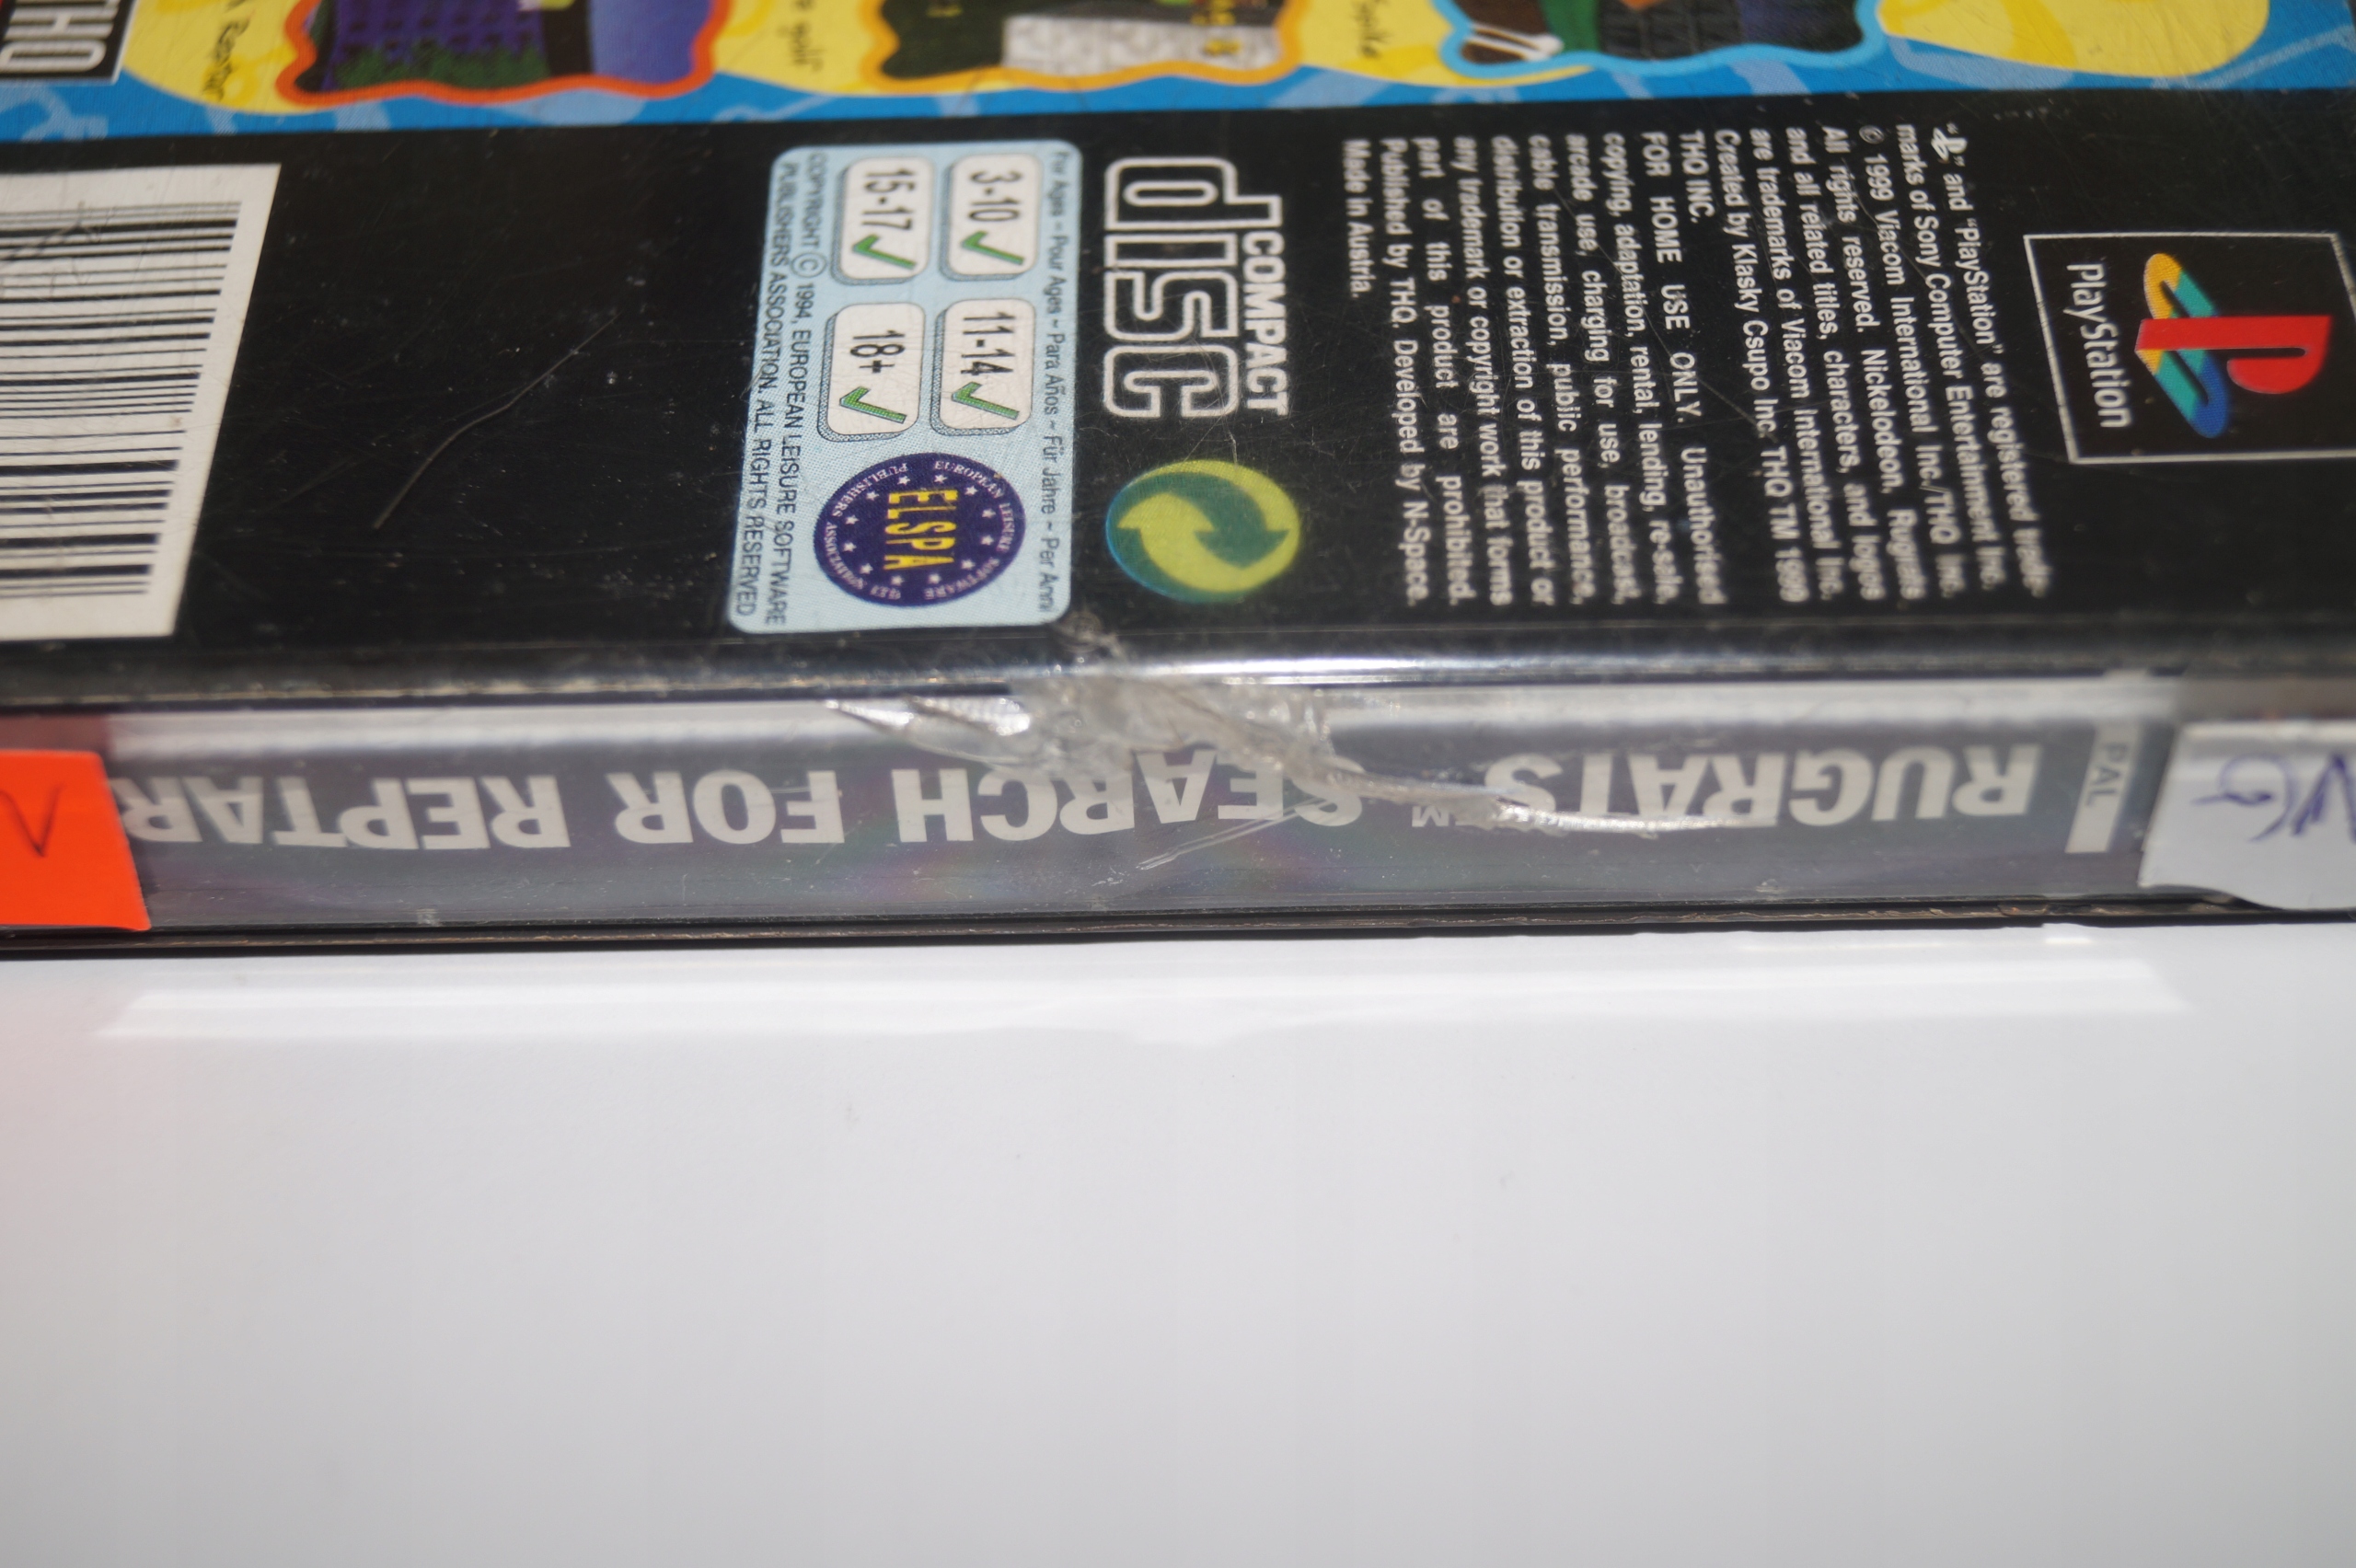 PlayStation
"and "PlayStation" are registered trade-
marks of Sony Computer Entertainment Inc.
© 1999 Viacom International Inc./THQ Inc.
All rights reserved. Nickelodeon, Rugrats
and all related titles, characters, and logos
are trademarks of Viacom International Inc.
Created by Klasky Csupo Inc. THQ TM 1999
THQ INC.
FOR HOME USE ONLY. Unauthorised
copying, adaptation, rental, lending, re-sale,
arcade use, charging for use, broadcast,
cable transmission, public performance,
distribution or extraction of this product or
any trademark or copyright work that forms
part of this product are prohibited.
Published by THQ. Developed by N-Space.
Made in Austria.
COMPACT
disc
For Ages ~ Pour Ages ~ Para Años ~ Für Jahre ~ Per Anni
3-10 11-14
15-17 18+
ELSPA
EUROPEAN LEISURE SOFTWARE PUBLISHERS ASSOCIATION LTD
COPYRIGHT © 1994, EUROPEAN LEISURE SOFTWARE
PUBLISHERS ASSOCIATION. ALL RIGHTS RESERVED
THQ
PAL
RUGRATS™ SEARCH FOR REPTAR